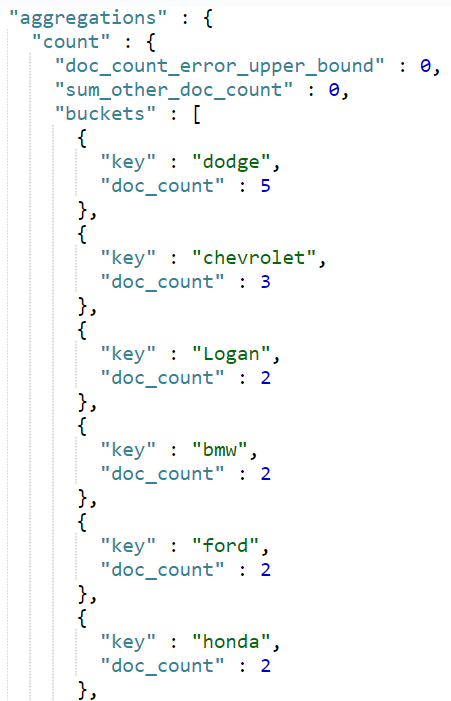 "aggregations" : {
"count" : {
"doc_count_error_upper_bound" : 0,
"sum_other_doc_count" : 0,
"buckets" : [
{
"key" : "dodge",
"doc_count" : 5
},
{
"key" : "chevrolet",
"doc_count" : 3
},
{
"key" : "Logan",
"doc_count" : 2
},
{
"key" : "bmw",
"doc_count" : 2
},
{
"key" : "ford",
"doc_count" : 2
},
{
"key" : "honda",
"doc_count" : 2
},